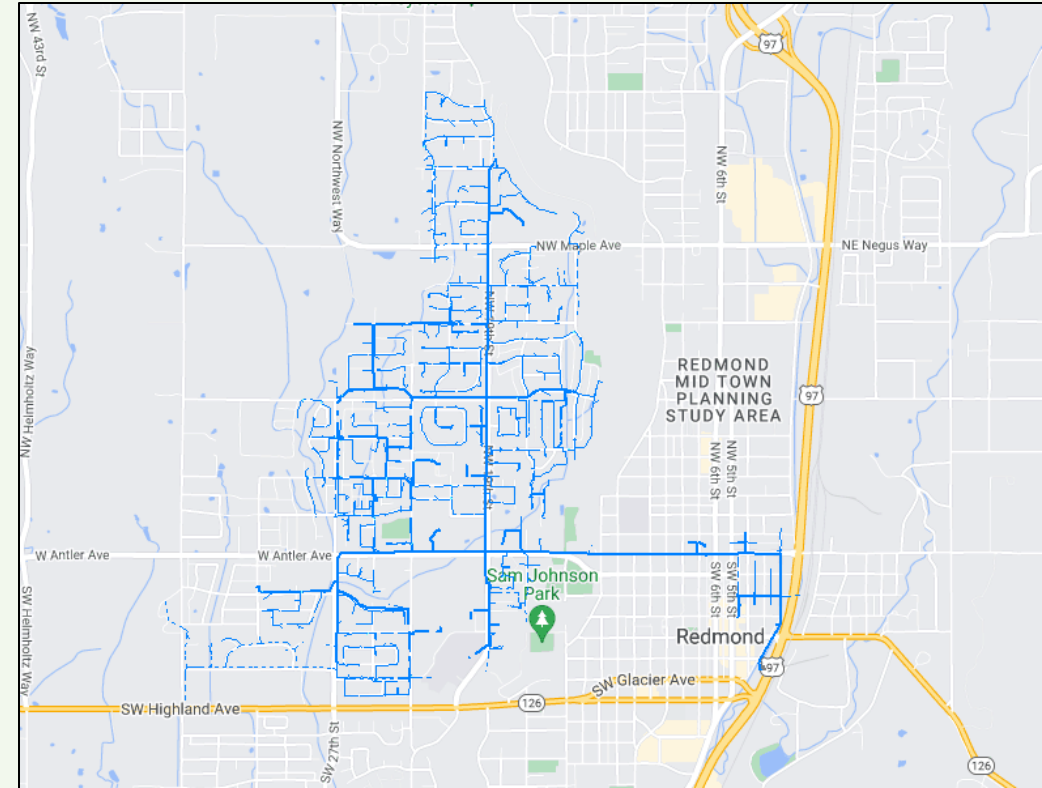 97
NW 43rd St
NW Northwest Way
NW 6th St
NW Maple Ave
NE Negus Way
NW Helmholtz Way
REDMOND
MID TOWN
PLANNING
STUDY AREA
97
NW 6th St
NW 5th St
W Antler Ave
W Antler Ave
SW 6th St
SW 5th St
Sam Johnson
Park
SW Helmholtz Way
Redmond
97
SW Glacier Ave
126
SW Highland Ave
SW 27th St
126